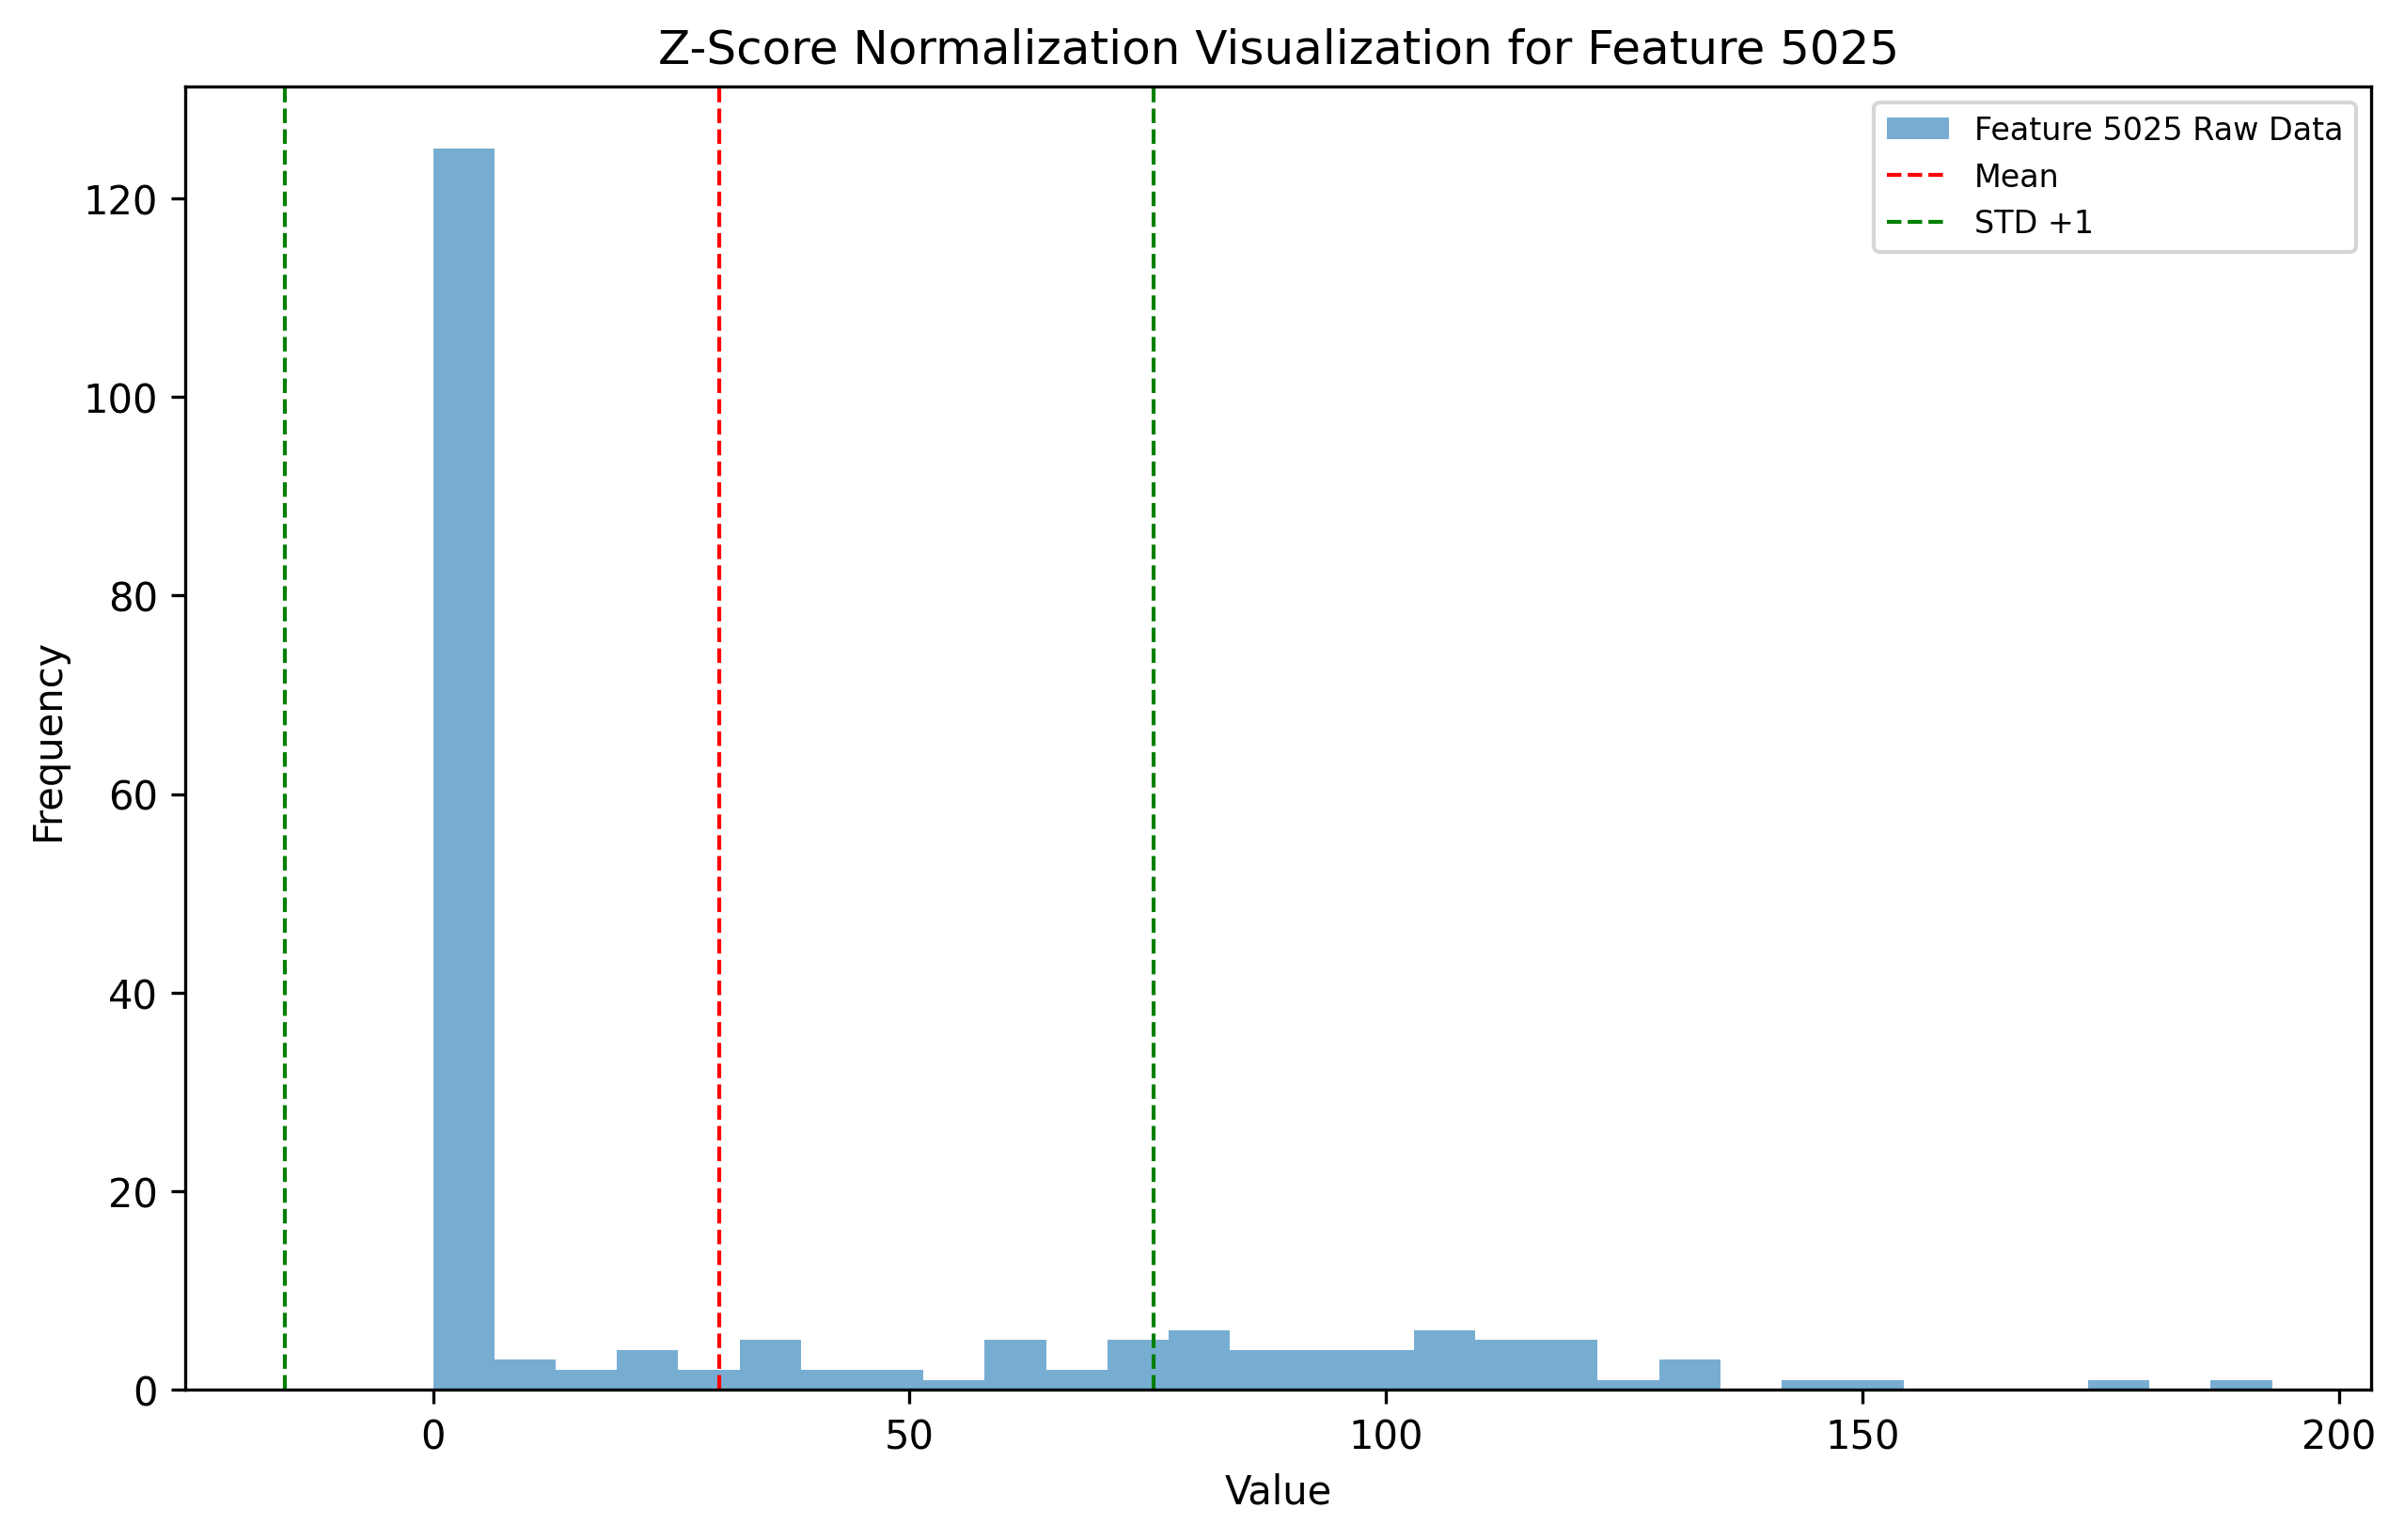 Z-Score Normalization Visualization for Feature 5025
Feature 5025 Raw Data
Mean
STD +1
120
100
80
60
40
20
0
Frequency
0 50 100 150 200
Value